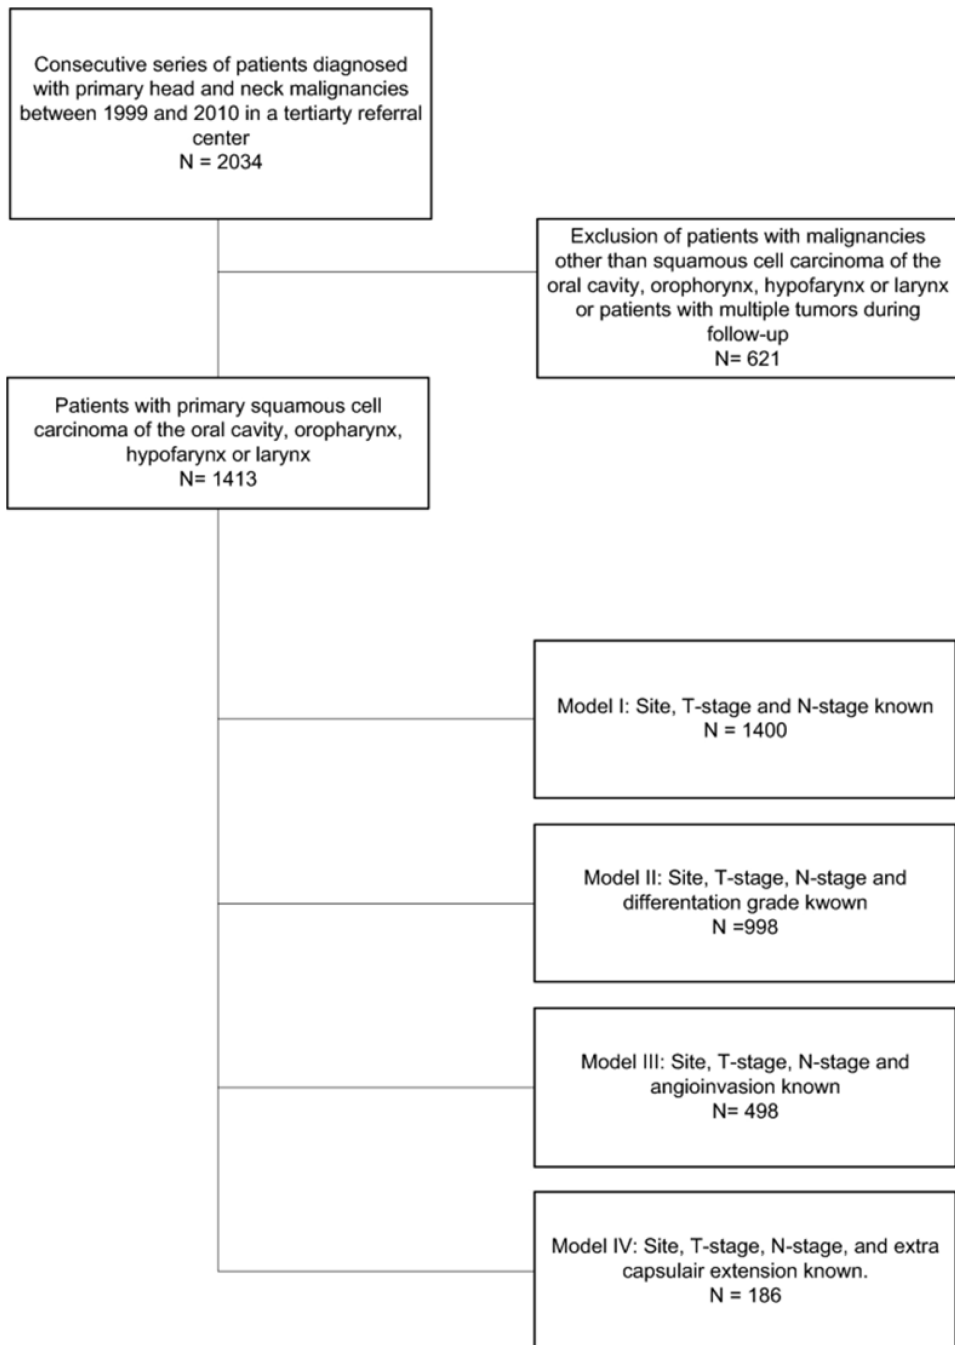 Consecutive series of patients diagnosed
with primary head and neck malignancies
between 1999 and 2010 in a tertiarty referral
center
N = 2034
Exclusion of patients with malignancies
other than squamous cell carcinoma of the
oral cavity, orophorynx, hypofarynx or larynx
or patients with multiple tumors during
follow-up
N= 621
Patients with primary squamous cell
carcinoma of the oral cavity, oropharynx,
hypofarynx or larynx
N= 1413
Model I: Site, T-stage and N-stage known
N = 1400
Model II: Site, T-stage, N-stage and
differentation grade kwown
N =998
Model III: Site, T-stage, N-stage and
angioinvasion known
N= 498
Model IV: Site, T-stage, N-stage, and extra
capsulair extension known.
N = 186